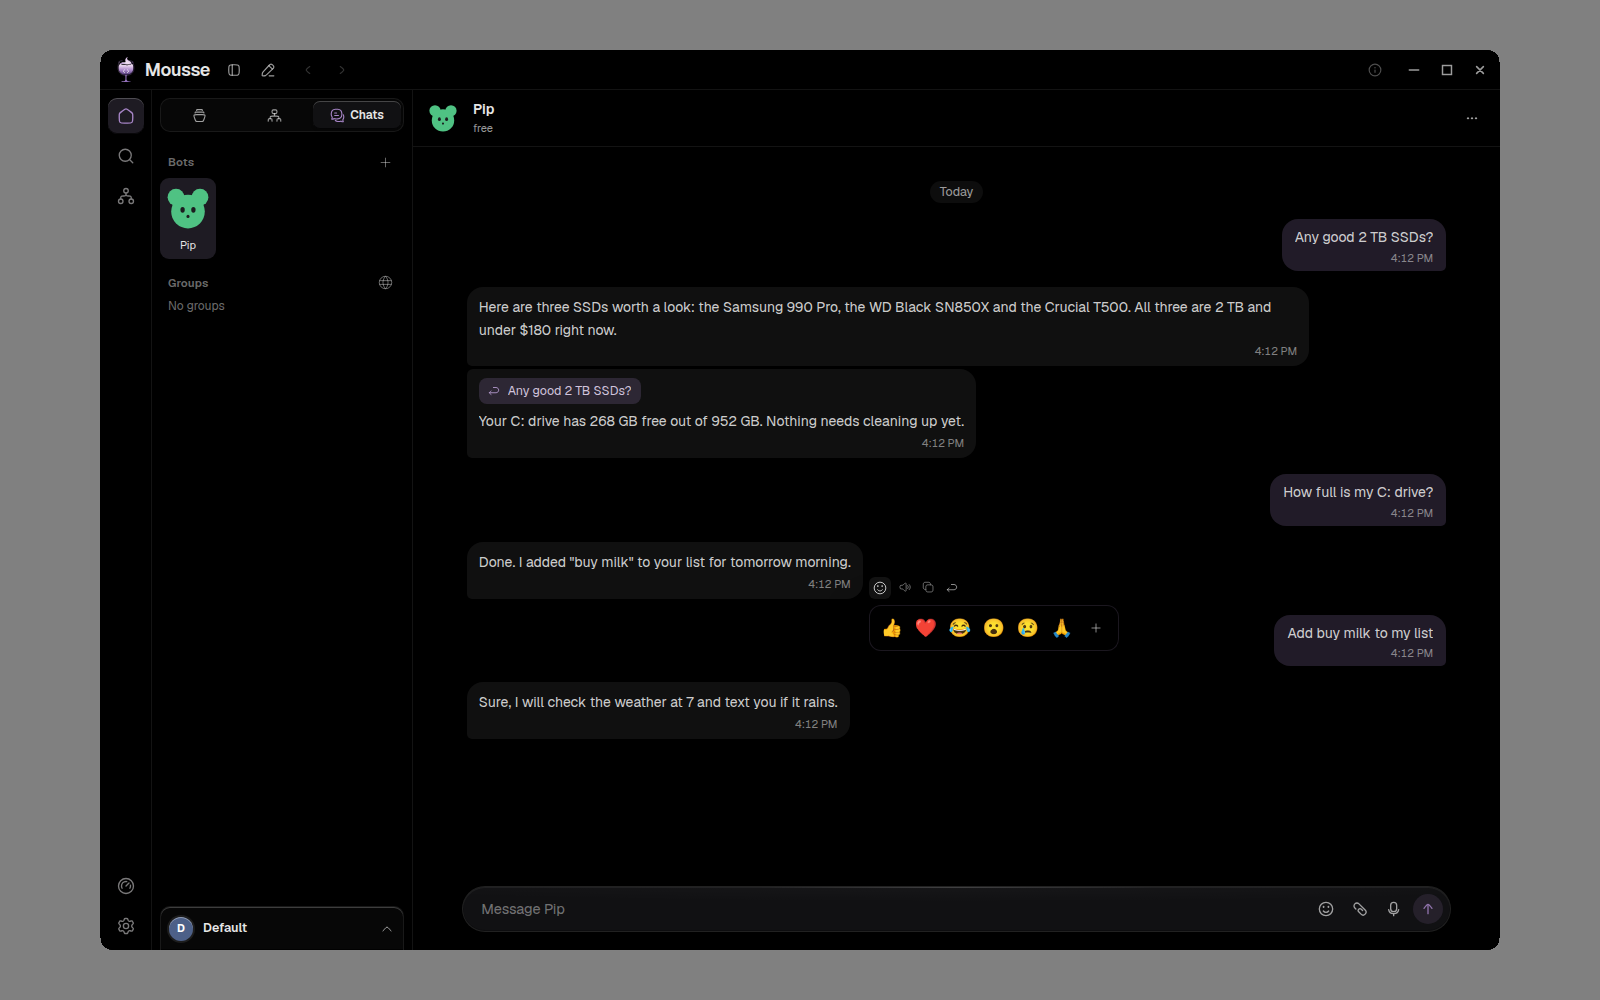 Mousse
Chats
Bots
Pip
Groups
No groups
D
Default
Pip
free
Today
Any good 2 TB SSDs?
4:12 PM
Here are three SSDs worth a look: the Samsung 990 Pro, the WD Black SN850X and the Crucial T500. All three are 2 TB and
under $180 right now.
4:12 PM
Any good 2 TB SSDs?
Your C: drive has 268 GB free out of 952 GB. Nothing needs cleaning up yet.
4:12 PM
How full is my C: drive?
4:12 PM
Done. I added "buy milk" to your list for tomorrow morning.
4:12 PM
Add buy milk to my list
4:12 PM
Sure, I will check the weather at 7 and text you if it rains.
4:12 PM
Message Pip